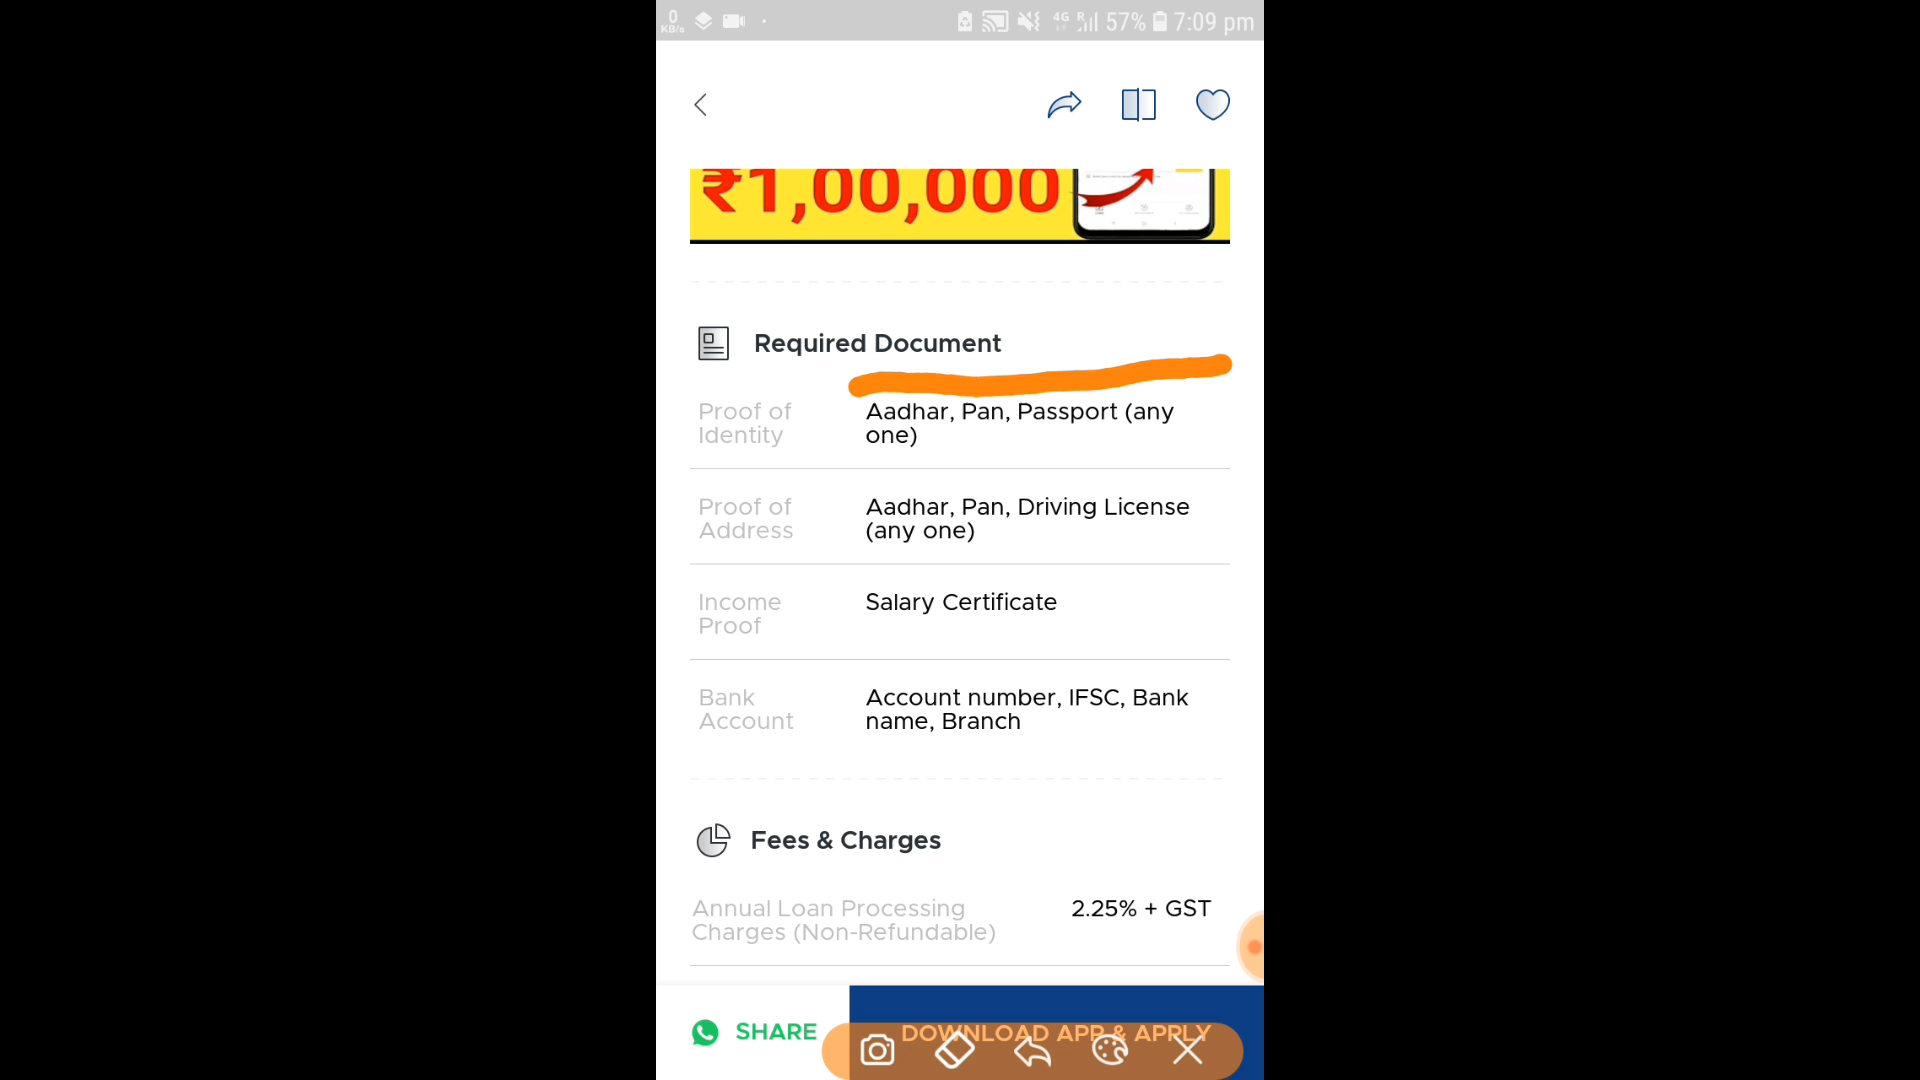 0
KB/s
4G R 57% 7:09 pm
₹1,00,000
Required Document
Proof of
Identity
Aadhar, Pan, Passport (any
one)
Proof of
Address
Aadhar, Pan, Driving License
(any one)
Income
Proof
Salary Certificate
Bank
Account
Account number, IFSC, Bank
name, Branch
Fees & Charges
Annual Loan Processing
Charges (Non-Refundable)
2.25% + GST
SHARE
DOWNLOAD APP & APPLY